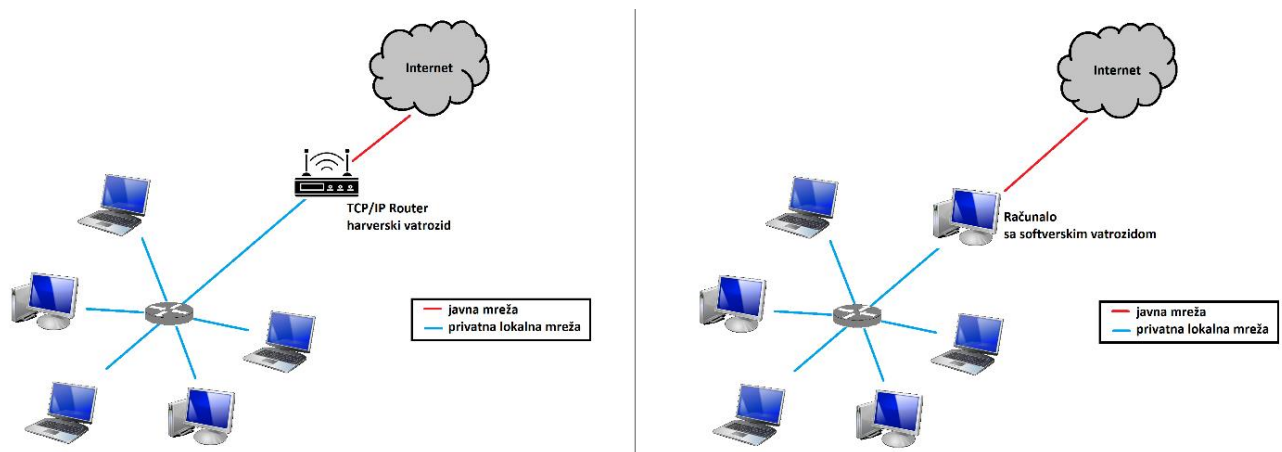 Internet
TCP/IP Router
harverski vatrozid
javna mreža
privatna lokalna mreža
Internet
Računalo
sa softverskim vatrozidom
javna mreža
privatna lokalna mreža